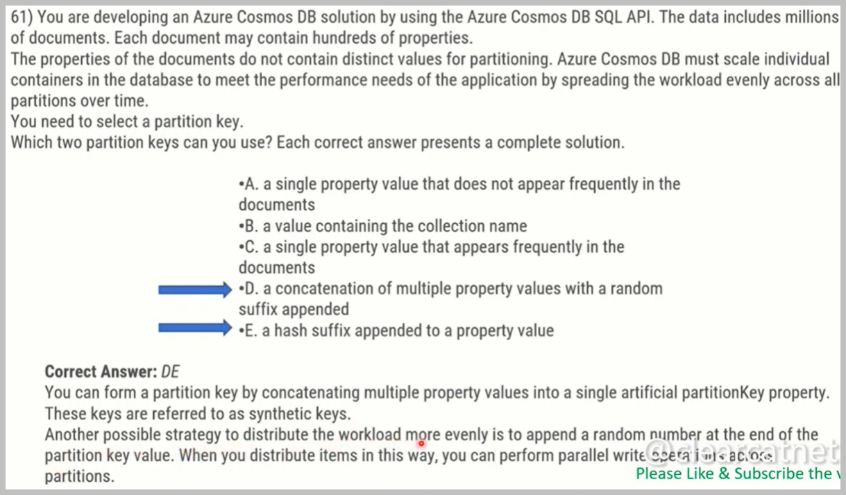 61) You are developing an Azure Cosmos DB solution by using the Azure Cosmos DB SQL API. The data includes millions
of documents. Each document may contain hundreds of properties.
The properties of the documents do not contain distinct values for partitioning. Azure Cosmos DB must scale individual
containers in the database to meet the performance needs of the application by spreading the workload evenly across all
partitions over time.
You need to select a partition key.
Which two partition keys can you use? Each correct answer presents a complete solution.
•A. a single property value that does not appear frequently in the
documents
•B. a value containing the collection name
•C. a single property value that appears frequently in the
documents
•D. a concatenation of multiple property values with a random
suffix appended
•E. a hash suffix appended to a property value
Correct Answer: DE
You can form a partition key by concatenating multiple property values into a single artificial partitionKey property.
These keys are referred to as synthetic keys.
Another possible strategy to distribute the workload more evenly is to append a random number at the end of the
partition key value. When you distribute items in this way, you can perform parallel write operations across
partitions.
@clearcatnet
Please Like & Subscribe the